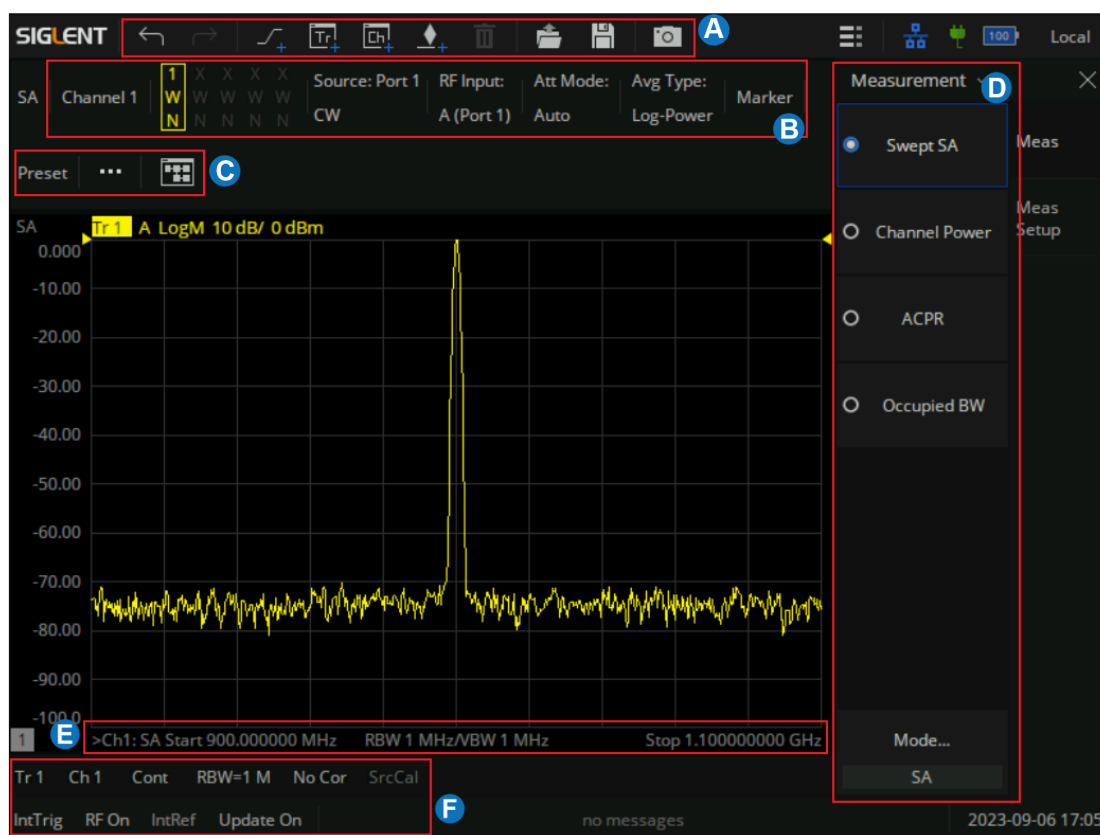 SIGLENT
Tr
Ch
A
100
Local
SA
Channel 1
1 X X X X
W W W W W
N N N N N
Source: Port 1
CW
RF Input:
A (Port 1)
Att Mode:
Auto
Avg Type:
Log-Power
Marker
B
Preset
...
C
Measurement
D
Swept SA
Channel Power
ACPR
Occupied BW
Mode...
SA
Meas
Meas
Setup
SA
Tr 1 A LogM 10 dB/ 0 dBm
0.000
-10.00
-20.00
-30.00
-40.00
-50.00
-60.00
-70.00
-80.00
-90.00
-100.0
1
E
>Ch1: SA Start 900.000000 MHz RBW 1 MHz/VBW 1 MHz Stop 1.100000000 GHz
Tr 1 Ch 1 Cont RBW=1 M No Cor SrcCal
IntTrig RF On IntRef Update On
F
no messages
2023-09-06 17:05